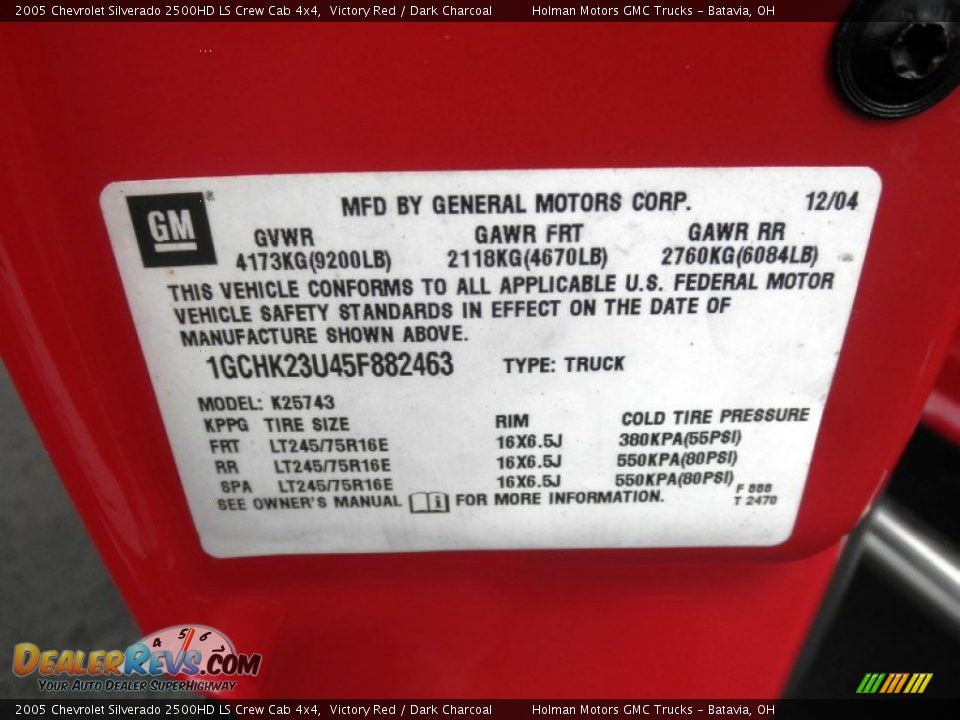 2005 Chevrolet Silverado 2500HD LS Crew Cab 4x4, Victory Red / Dark Charcoal Holman Motors GMC Trucks - Batavia, OH
GM
MFD BY GENERAL MOTORS CORP. 12/04
GVWR GAWR FRT GAWR RR
4173KG(9200LB) 2118KG(4670LB) 2760KG(6084LB)
THIS VEHICLE CONFORMS TO ALL APPLICABLE U.S. FEDERAL MOTOR
VEHICLE SAFETY STANDARDS IN EFFECT ON THE DATE OF
MANUFACTURE SHOWN ABOVE.
1GCHK23U45F882463 TYPE: TRUCK
MODEL: K25743
KPPG TIRE SIZE RIM COLD TIRE PRESSURE
FRT LT245/75R16E 16X6.5J 380KPA(55PSI)
RR LT245/75R16E 16X6.5J 550KPA(80PSI)
SPA LT245/75R16E 16X6.5J 550KPA(80PSI)
SEE OWNER'S MANUAL i FOR MORE INFORMATION.
F 888
T 2470
4 5 6
DealerRevs.com
Your Auto Dealer SuperHighway
2005 Chevrolet Silverado 2500HD LS Crew Cab 4x4, Victory Red / Dark Charcoal Holman Motors GMC Trucks - Batavia, OH